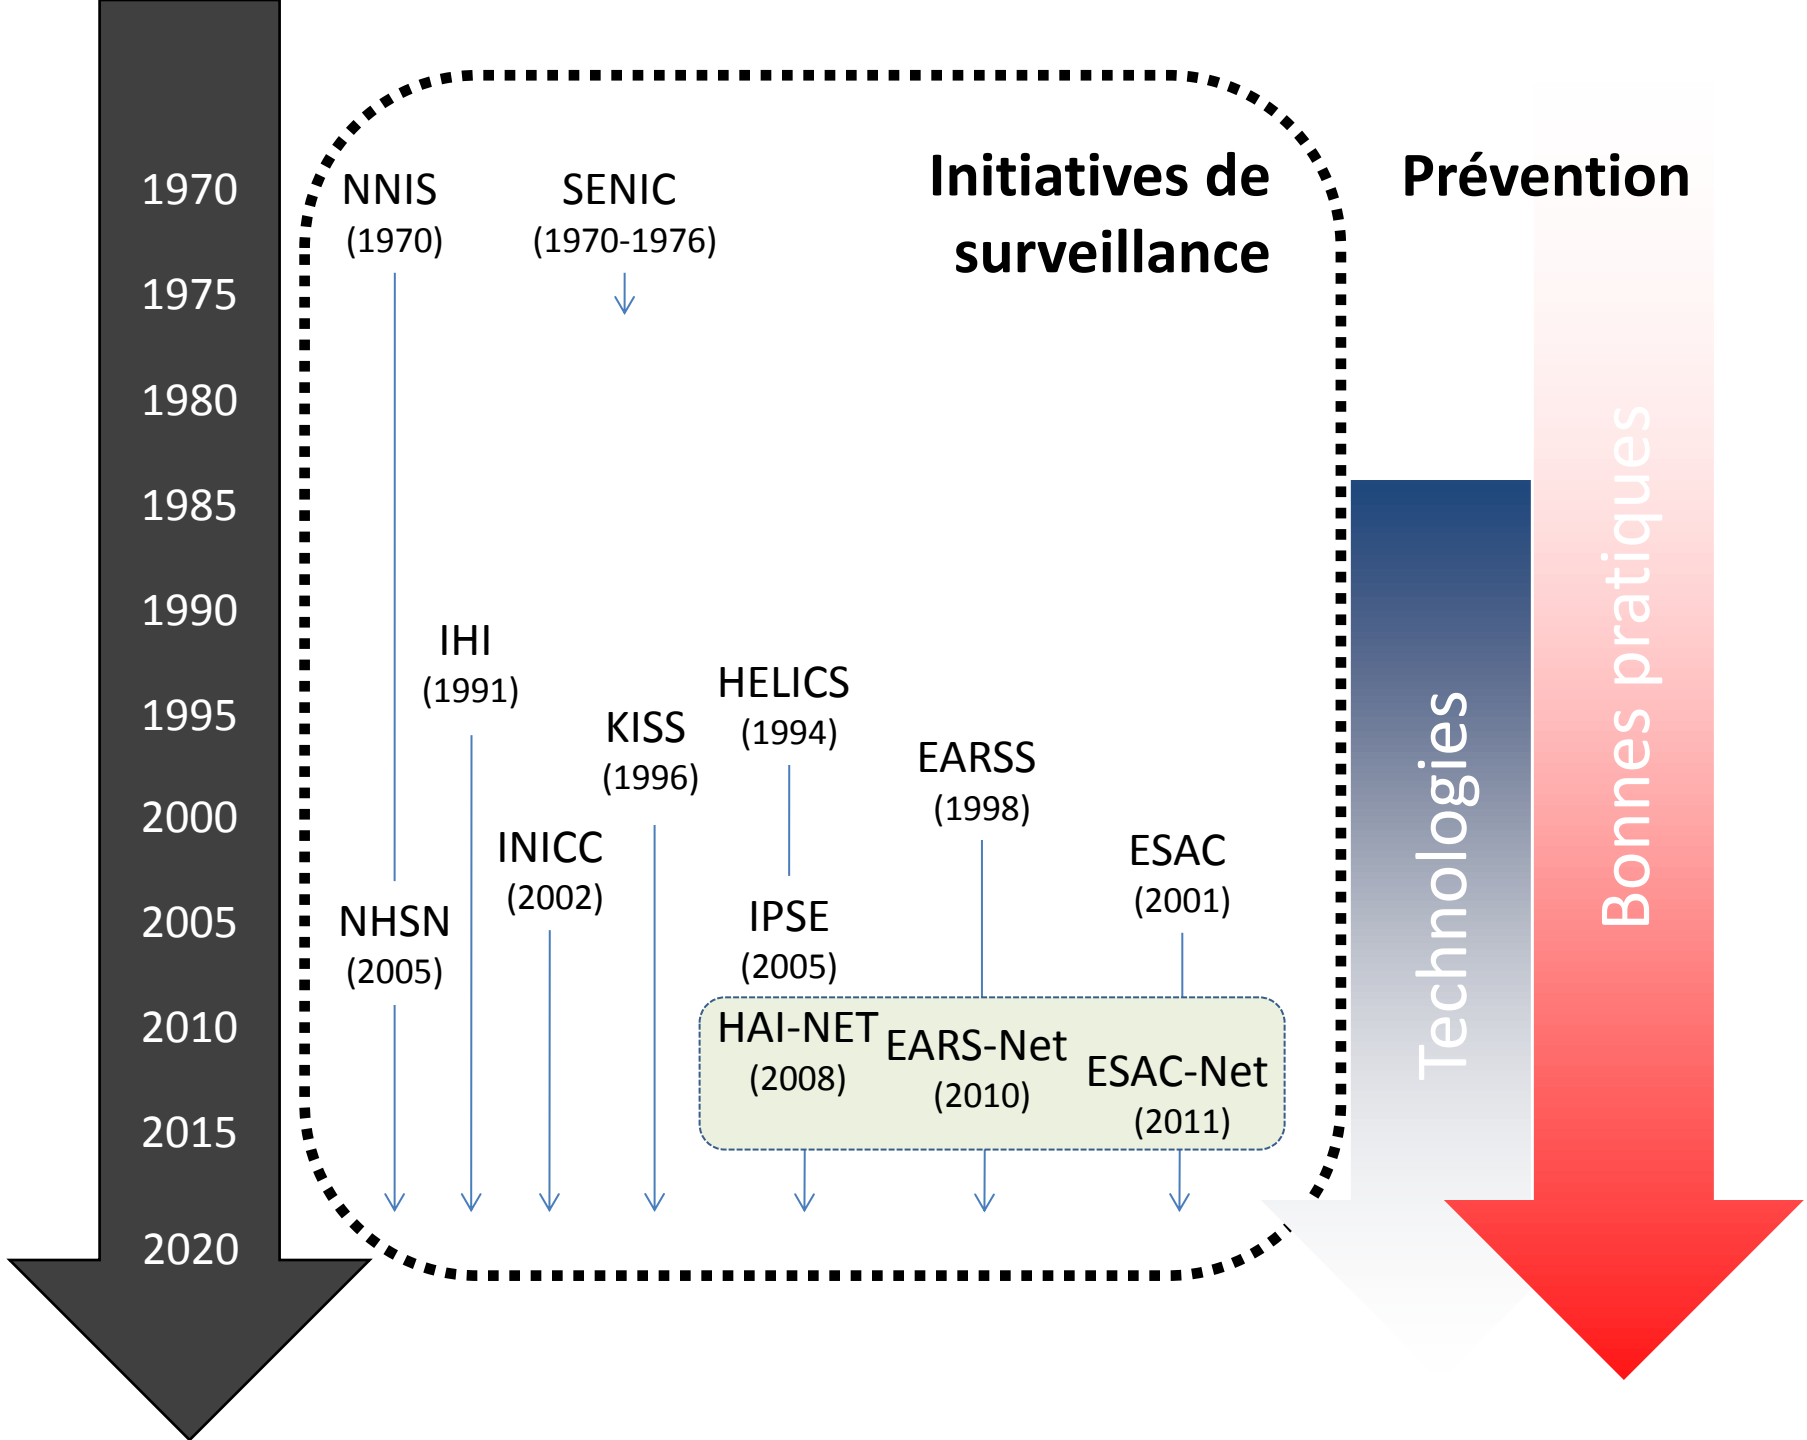 1970
1975
1980
1985
1990
1995
2000
2005
2010
2015
2020
Initiatives de
surveillance
NNIS
(1970)
SENIC
(1970-1976)
IHI
(1991)
HELICS
(1994)
KISS
(1996)
EARSS
(1998)
INICC
(2002)
ESAC
(2001)
NHSN
(2005)
IPSE
(2005)
HAI-NET
(2008)
EARS-Net
(2010)
ESAC-Net
(2011)
Prévention
Technologies
Bonnes pratiques